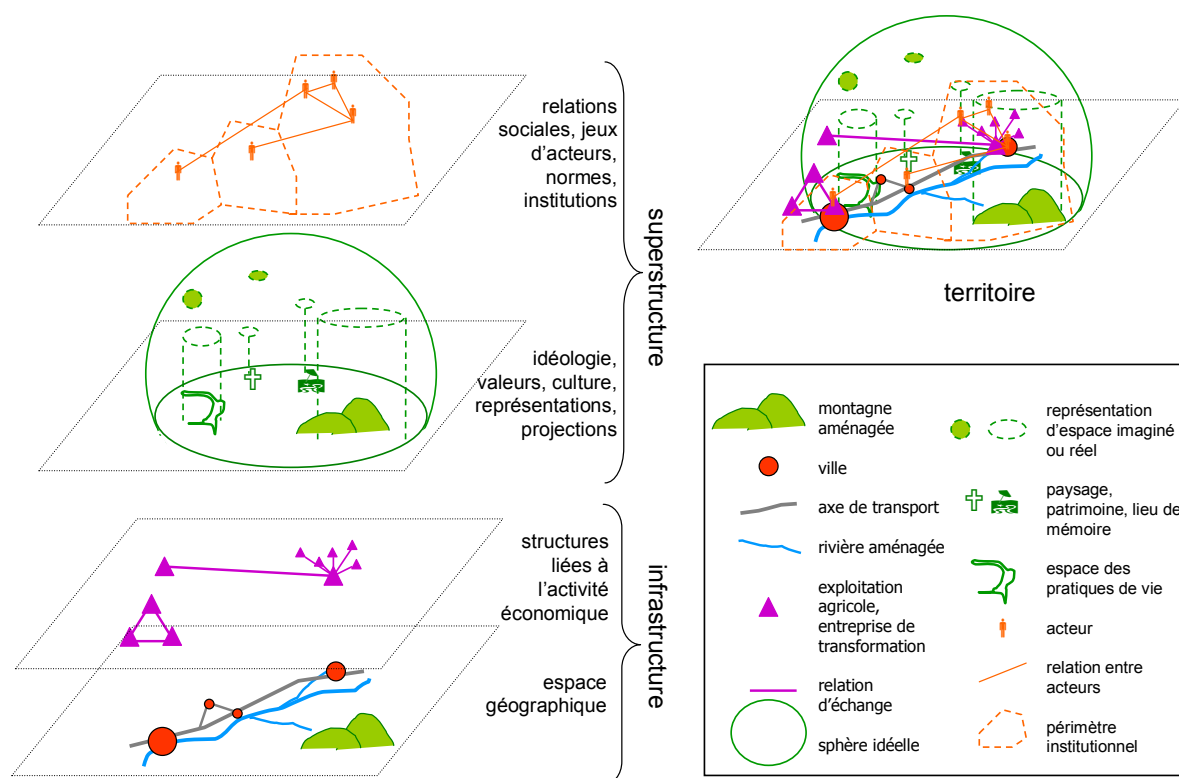 relations
sociales, jeux
d'acteurs,
normes,
institutions
superstructure
idéologie,
valeurs, culture,
représentations,
projections
structures
liées à
l'activité
économique
infrastructure
espace
géographique
territoire
montagne
aménagée
ville
axe de transport
rivière aménagée
exploitation
agricole,
entreprise de
transformation
relation
d'échange
sphère idéelle
représentation
d'espace imaginé
ou réel
paysage,
patrimoine, lieu de
mémoire
espace des
pratiques de vie
acteur
relation entre
acteurs
périmètre
institutionnel